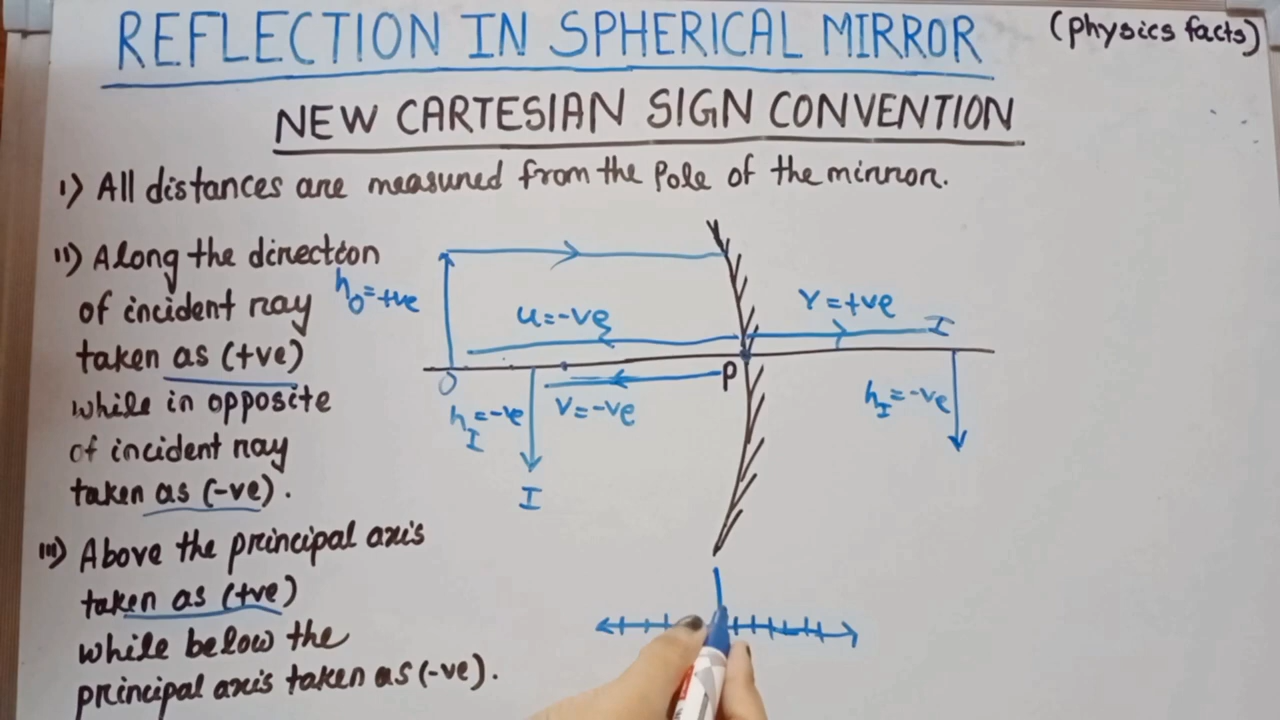 REFLECTION IN SPHERICAL MIRROR
(physics facts)
NEW CARTESIAN SIGN CONVENTION
I) All distances are measured from the Pole of the mirror.
II) Along the direction
of incident ray
taken as (+ve)
while in opposite
of incident ray
taken as (-ve).
III) Above the principal axis
taken as (+ve)
while below the
principal axis taken as (-ve).
hO=+ve
u=-ve
V=+ve
I
O
P
hI=-ve
V=-ve
hI=-ve
I